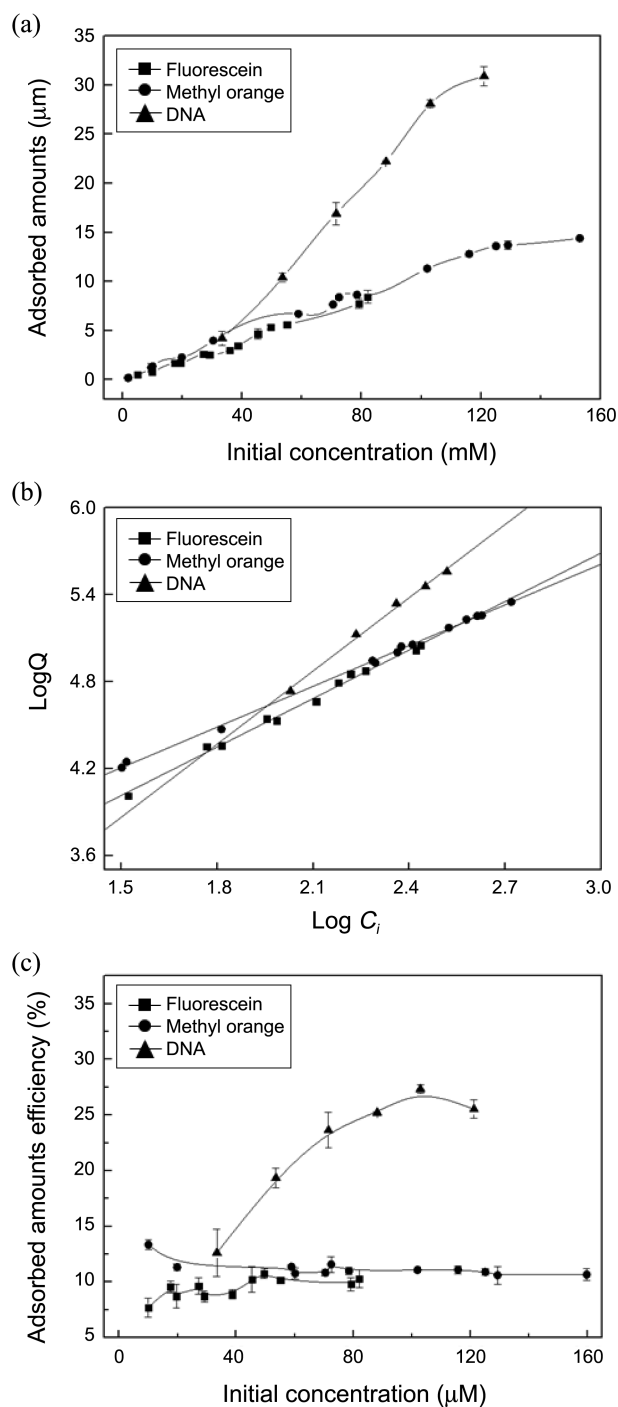 (a)
Adsorbed amounts (μm)
35
30
25
20
15
10
5
0
Fluorescein
Methyl orange
DNA
0 40 80 120 160
Initial concentration (mM)
(b)
LogQ
6.0
5.4
4.8
4.2
3.6
Fluorescein
Methyl orange
DNA
1.5 1.8 2.1 2.4 2.7 3.0
Log Ci
(c)
Adsorbed amounts efficiency (%)
35
30
25
20
15
10
5
Fluorescein
Methyl orange
DNA
0 40 80 120 160
Initial concentration (μM)